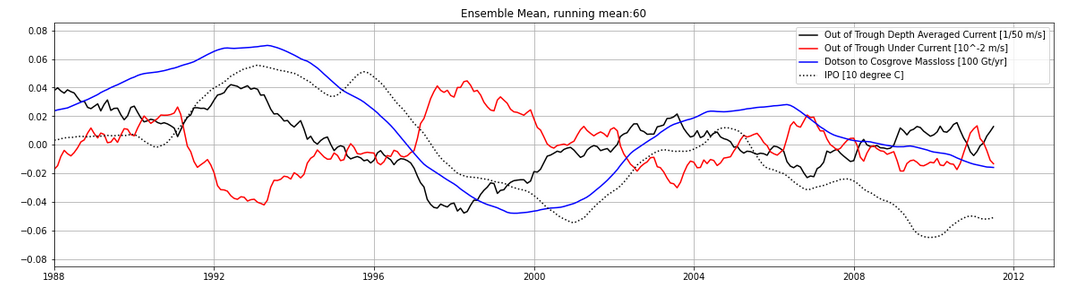 Ensemble Mean, running mean:60
Out of Trough Depth Averaged Current [1/50 m/s]
Out of Trough Under Current [10^-2 m/s]
Dotson to Cosgrove Massloss [100 Gt/yr]
IPO [10 degree C]
0.08
0.06
0.04
0.02
0.00
−0.02
−0.04
−0.06
−0.08
1988 1992 1996 2000 2004 2008 2012